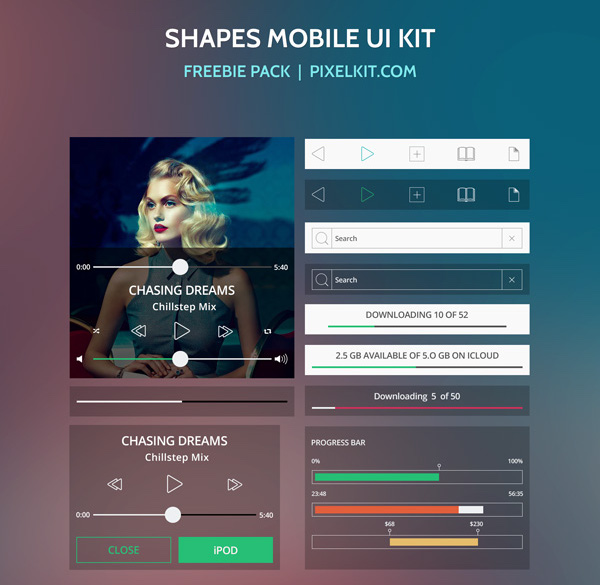 SHAPES MOBILE UI KIT
FREEBIE PACK | PIXELKIT.COM
0:00 5:40
CHASING DREAMS
Chillstep Mix
Search
Search
DOWNLOADING 10 OF 52
2.5 GB AVAILABLE OF 5.O GB ON ICLOUD
Downloading 5 of 50
CHASING DREAMS
Chillstep Mix
0:00 5:40
CLOSE iPOD
PROGRESS BAR
0% 100%
23:48 56:35
$68 $230